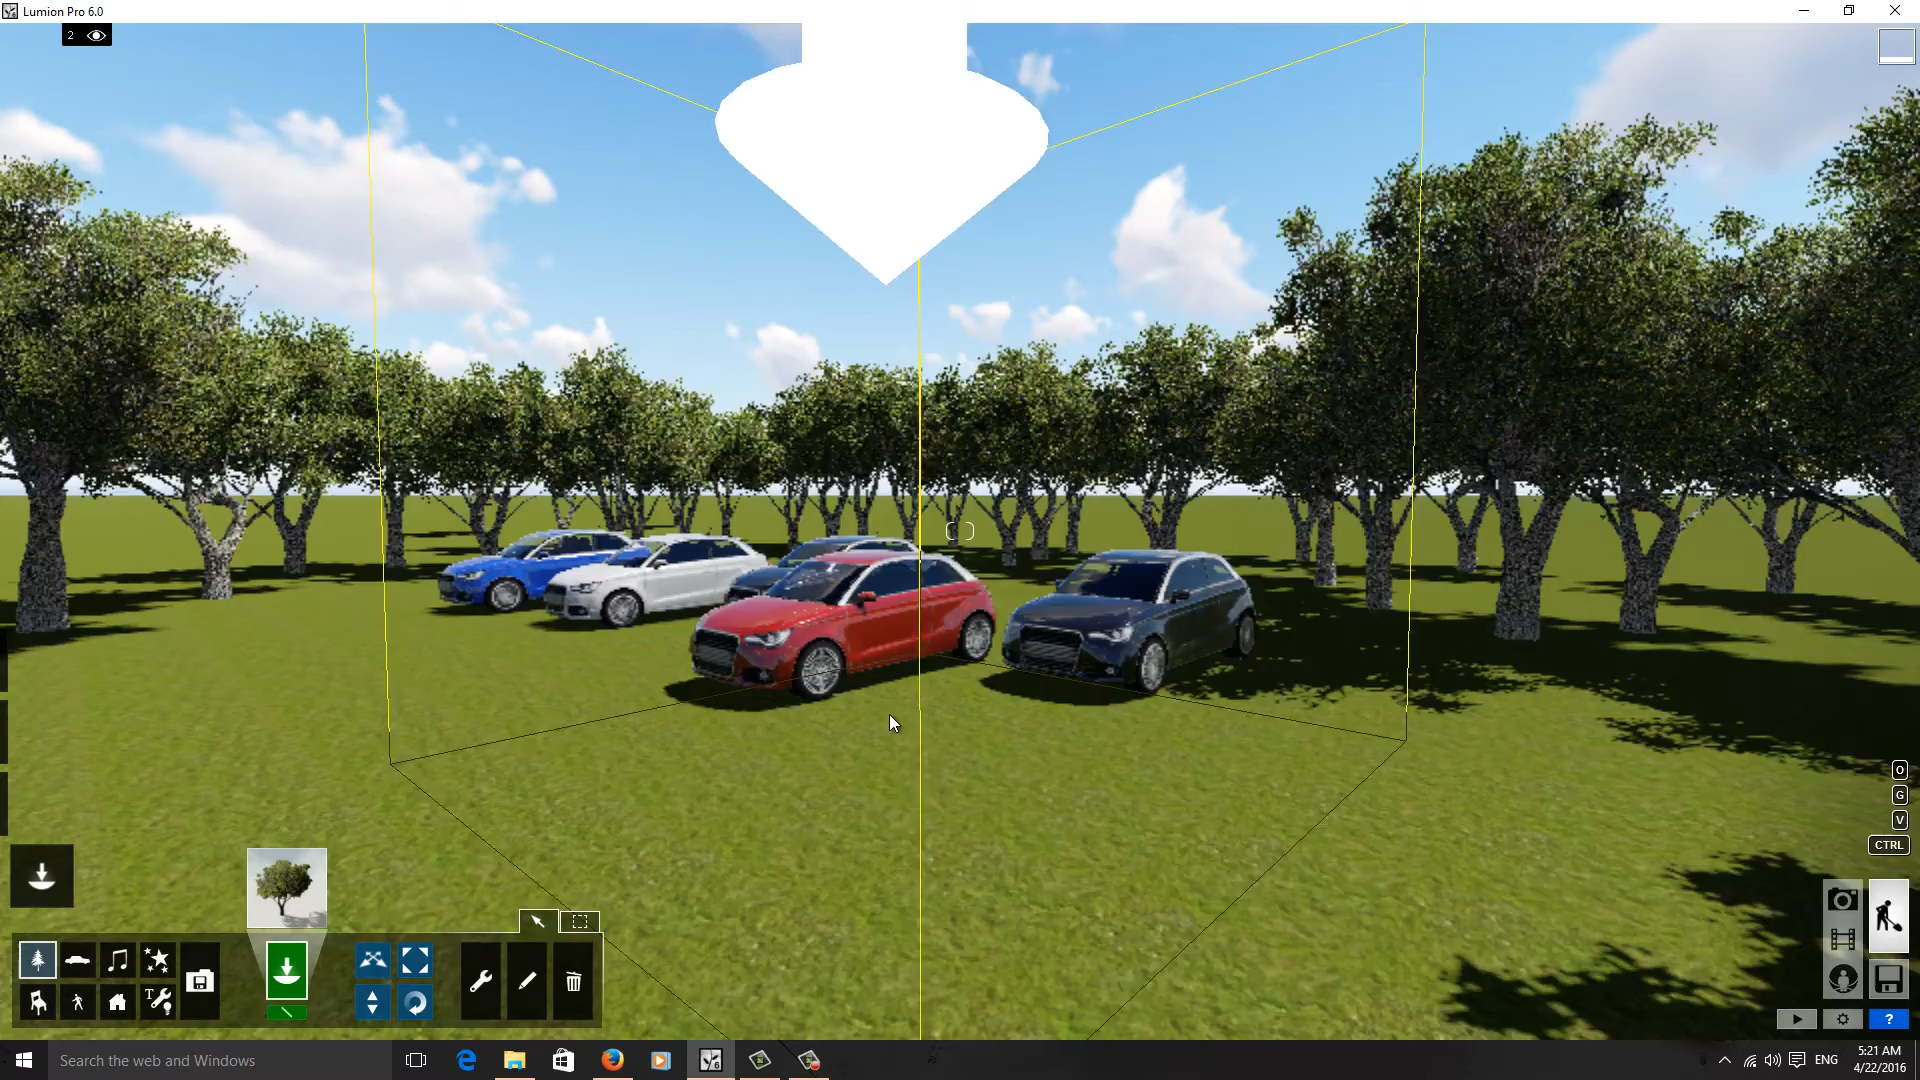 Lumion Pro 6.0
2
O
G
V
CTRL
T
?
Search the web and Windows
ENG
5:21 AM
4/22/2016